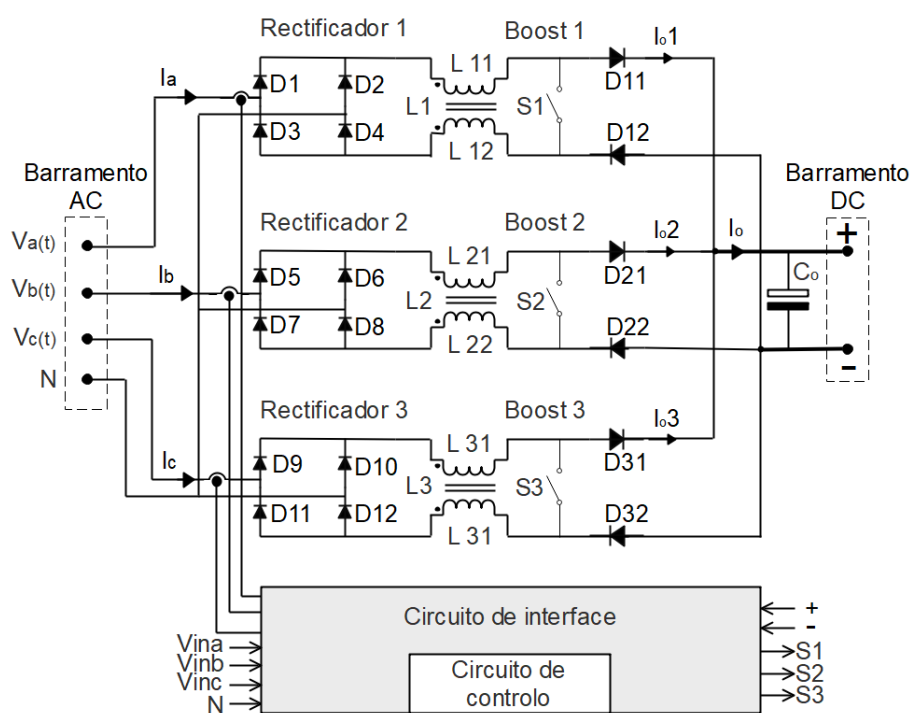 Rectificador 1
Boost 1
Io1
L 11
D11
Ia
D1
D2
L1
S1
D3
D4
D12
L 12
Barramento
AC
Barramento
DC
Rectificador 2
Boost 2
Io2
Io
+
Va(t)
L 21
D21
Co
Ib
D5
D6
Vb(t)
L2
S2
D7
D8
D22
Vc(t)
L 22
-
N
Rectificador 3
Boost 3
Io3
L 31
D31
Ic
D9
D10
L3
S3
D11
D12
D32
L 31
Circuito de interface
+
-
Vina
S1
Vinb
Circuito de
controlo
S2
Vinc
S3
N